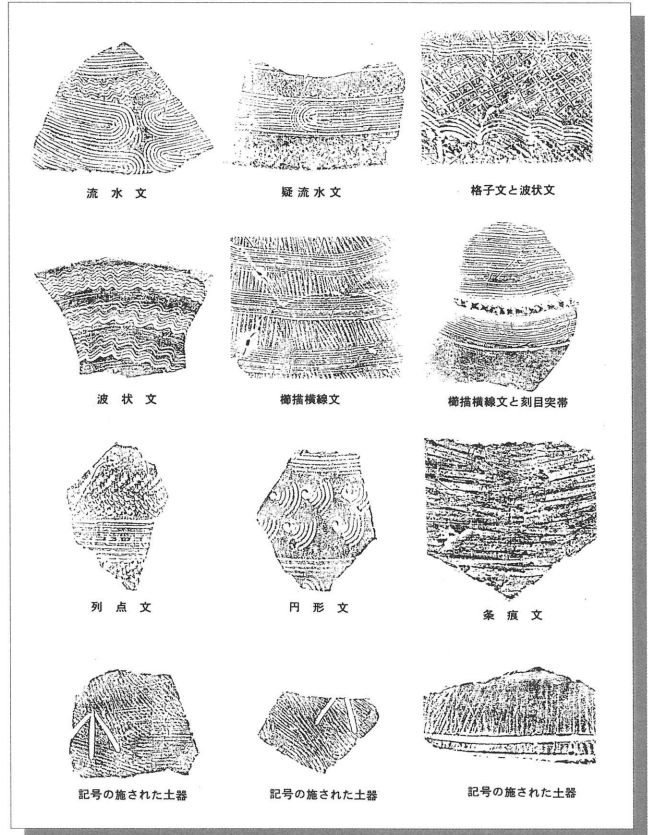 流水文
疑流水文
格子文と波状文
波状文
櫛描横線文
櫛描横線文と刻目突帯
列点文
円形文
条痕文
記号の施された土器
記号の施された土器
記号の施された土器